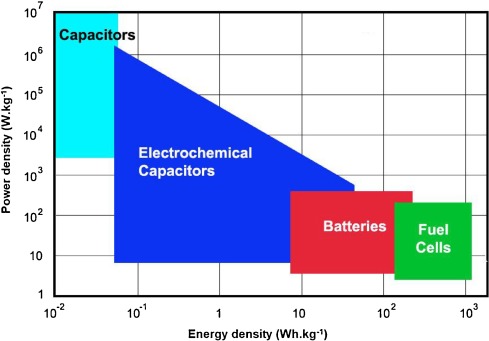 10⁷
10⁶
10⁵
10⁴
10³
10²
10
1
Power density (W.kg⁻¹)
Capacitors
Electrochemical
Capacitors
Batteries
Fuel
Cells
10⁻²
10⁻¹
1
10
10²
10³
Energy density (Wh.kg⁻¹)